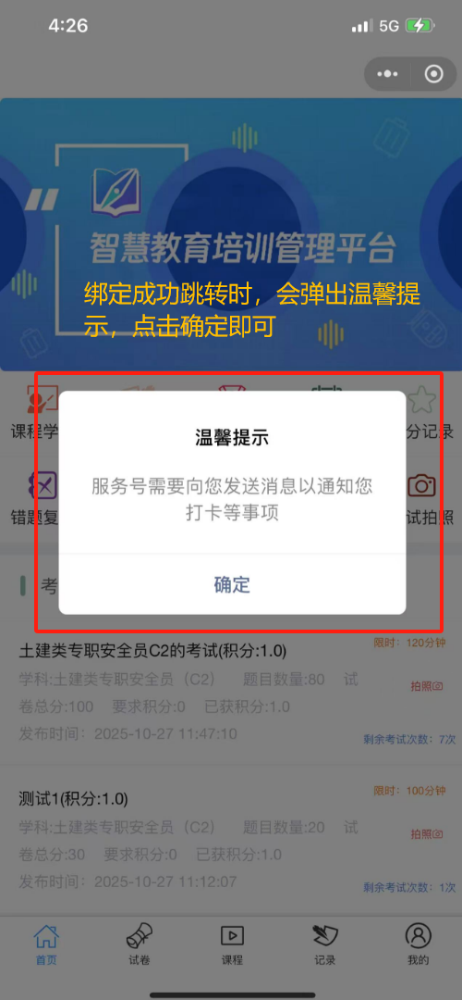 4:26
5G
智慧教育培训管理平台
绑定成功跳转时，会弹出温馨提
示，点击确定即可
课程学
分记录
错题复
试拍照
温馨提示
服务号需要向您发送消息以通知您
打卡等事项
确定
考
土建类专职安全员C2的考试(积分:1.0)
限时：120分钟
学科:土建类专职安全员（C2） 题目数量:80 试
卷总分:100 要求积分:0 已获积分:1.0
拍照
发布时间：2025-10-27 11:47:10
剩余考试次数：7次
测试1(积分:1.0)
限时：100分钟
学科:土建类专职安全员（C2） 题目数量:20 试
卷总分:30 要求积分:0 已获积分:1.0
拍照
发布时间：2025-10-27 11:12:07
剩余考试次数：1次
首页
试卷
课程
记录
我的